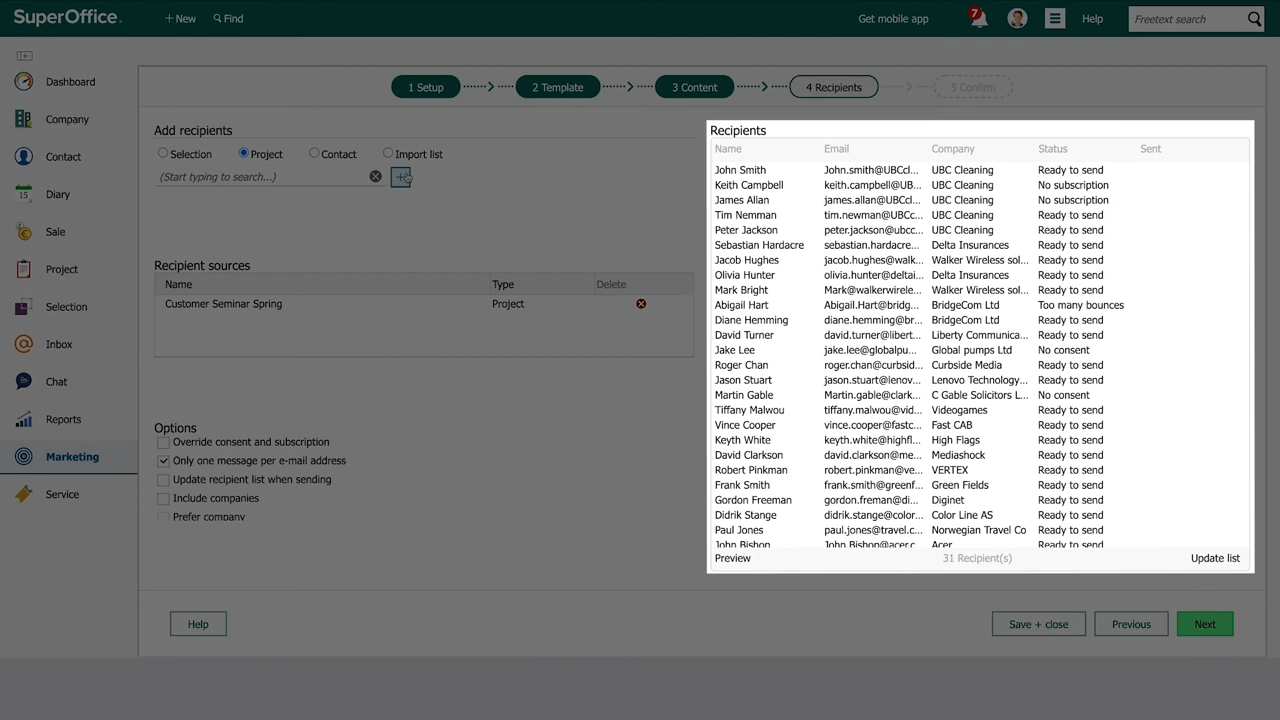 SuperOffice. + New Find Get mobile app 7 Help Freetext search
Dashboard
Company
Contact
15 Diary
Sale
Project
Selection
Inbox
Chat
Reports
Marketing
Service
1 Setup 2 Template 3 Content 4 Recipients 5 Confirm
Add recipients
Selection Project Contact Import list
(Start typing to search...)
Recipient sources
Name Type Delete
Customer Seminar Spring Project
Options
Override consent and subscription
Only one message per e-mail address
Update recipient list when sending
Include companies
Prefer company
Recipients
Name Email Company Status Sent
John Smith John.smith@UBCcl... UBC Cleaning Ready to send
Keith Campbell keith.campbell@UB... UBC Cleaning No subscription
James Allan james.allan@UBCcl... UBC Cleaning No subscription
Tim Nemman tim.newman@UBCc... UBC Cleaning Ready to send
Peter Jackson peter.jackson@ubcc... UBC Cleaning Ready to send
Sebastian Hardacre sebastian.hardacre... Delta Insurances Ready to send
Jacob Hughes jacob.hughes@walk... Walker Wireless sol... Ready to send
Olivia Hunter olivia.hunter@deltai... Delta Insurances Ready to send
Mark Bright Mark@walkerwirele... Walker Wireless sol... Ready to send
Abigail Hart Abigail.Hart@bridg... BridgeCom Ltd Too many bounces
Diane Hemming diane.hemming@br... BridgeCom Ltd Ready to send
David Turner david.turner@libert... Liberty Communica... Ready to send
Jake Lee jake.lee@globalpu... Global pumps Ltd No consent
Roger Chan roger.chan@curbsid... Curbside Media Ready to send
Jason Stuart jason.stuart@lenov... Lenovo Technology... Ready to send
Martin Gable Martin.gable@clark... C Gable Solicitors L... No consent
Tiffany Malwou tiffany.malwou@vid... Videogames Ready to send
Vince Cooper vince.cooper@fastc... Fast CAB Ready to send
Keyth White keyth.white@highfl... High Flags Ready to send
David Clarkson david.clarkson@me... Mediashock Ready to send
Robert Pinkman robert.pinkman@ve... VERTEX Ready to send
Frank Smith frank.smith@greenf... Green Fields Ready to send
Gordon Freeman gordon.freman@di... Diginet Ready to send
Didrik Stange didrik.stange@color... Color Line AS Ready to send
Paul Jones paul.jones@travel.c... Norwegian Travel Co Ready to send
John Bishop John.Bishop@acer.c... Acer Ready to send
Preview 31 Recipient(s) Update list
Help Save + close Previous Next